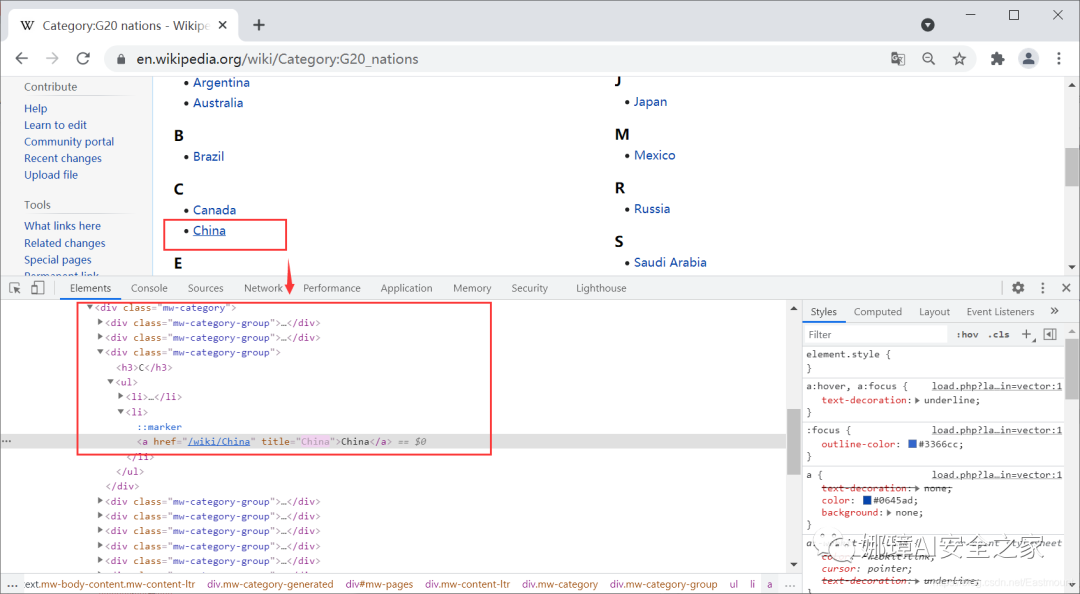 W Category:G20 nations - Wikipe
en.wikipedia.org/wiki/Category:G20_nations
Contribute
Help
Learn to edit
Community portal
Recent changes
Upload file
Tools
What links here
Related changes
Special pages
Permanent link
Argentina
Australia
B
Brazil
C
Canada
China
E
J
Japan
M
Mexico
R
Russia
S
Saudi Arabia
Elements Console Sources Network Performance Application Memory Security Lighthouse
<div class="mw-category">
<div class="mw-category-group">…</div>
<div class="mw-category-group">…</div>
<div class="mw-category-group">
<h3>C</h3>
<ul>
<li>…</li>
<li>
::marker
<a href="/wiki/China" title="China">China</a> == $0
</li>
</ul>
</div>
<div class="mw-category-group">…</div>
<div class="mw-category-group">…</div>
<div class="mw-category-group">…</div>
<div class="mw-category-group">…</div>
<div class="mw-category-group">…</div>
... ext.mw-body-content.mw-content-ltr div.mw-category-generated div#mw-pages div.mw-content-ltr div.mw-category div.mw-category-group ul li a ...
Styles Computed Layout Event Listeners »
Filter :hov .cls +
element.style {
}
a:hover, a:focus { load.php?la…in=vector:1
text-decoration: underline;
}
:focus { load.php?la…in=vector:1
outline-color: #3366cc;
}
a { load.php?la…in=vector:1
text-decoration: none;
color: #0645ad;
background: none;
}
cursor: pointer;
text-decoration: underline;
娜璋AI安全之家